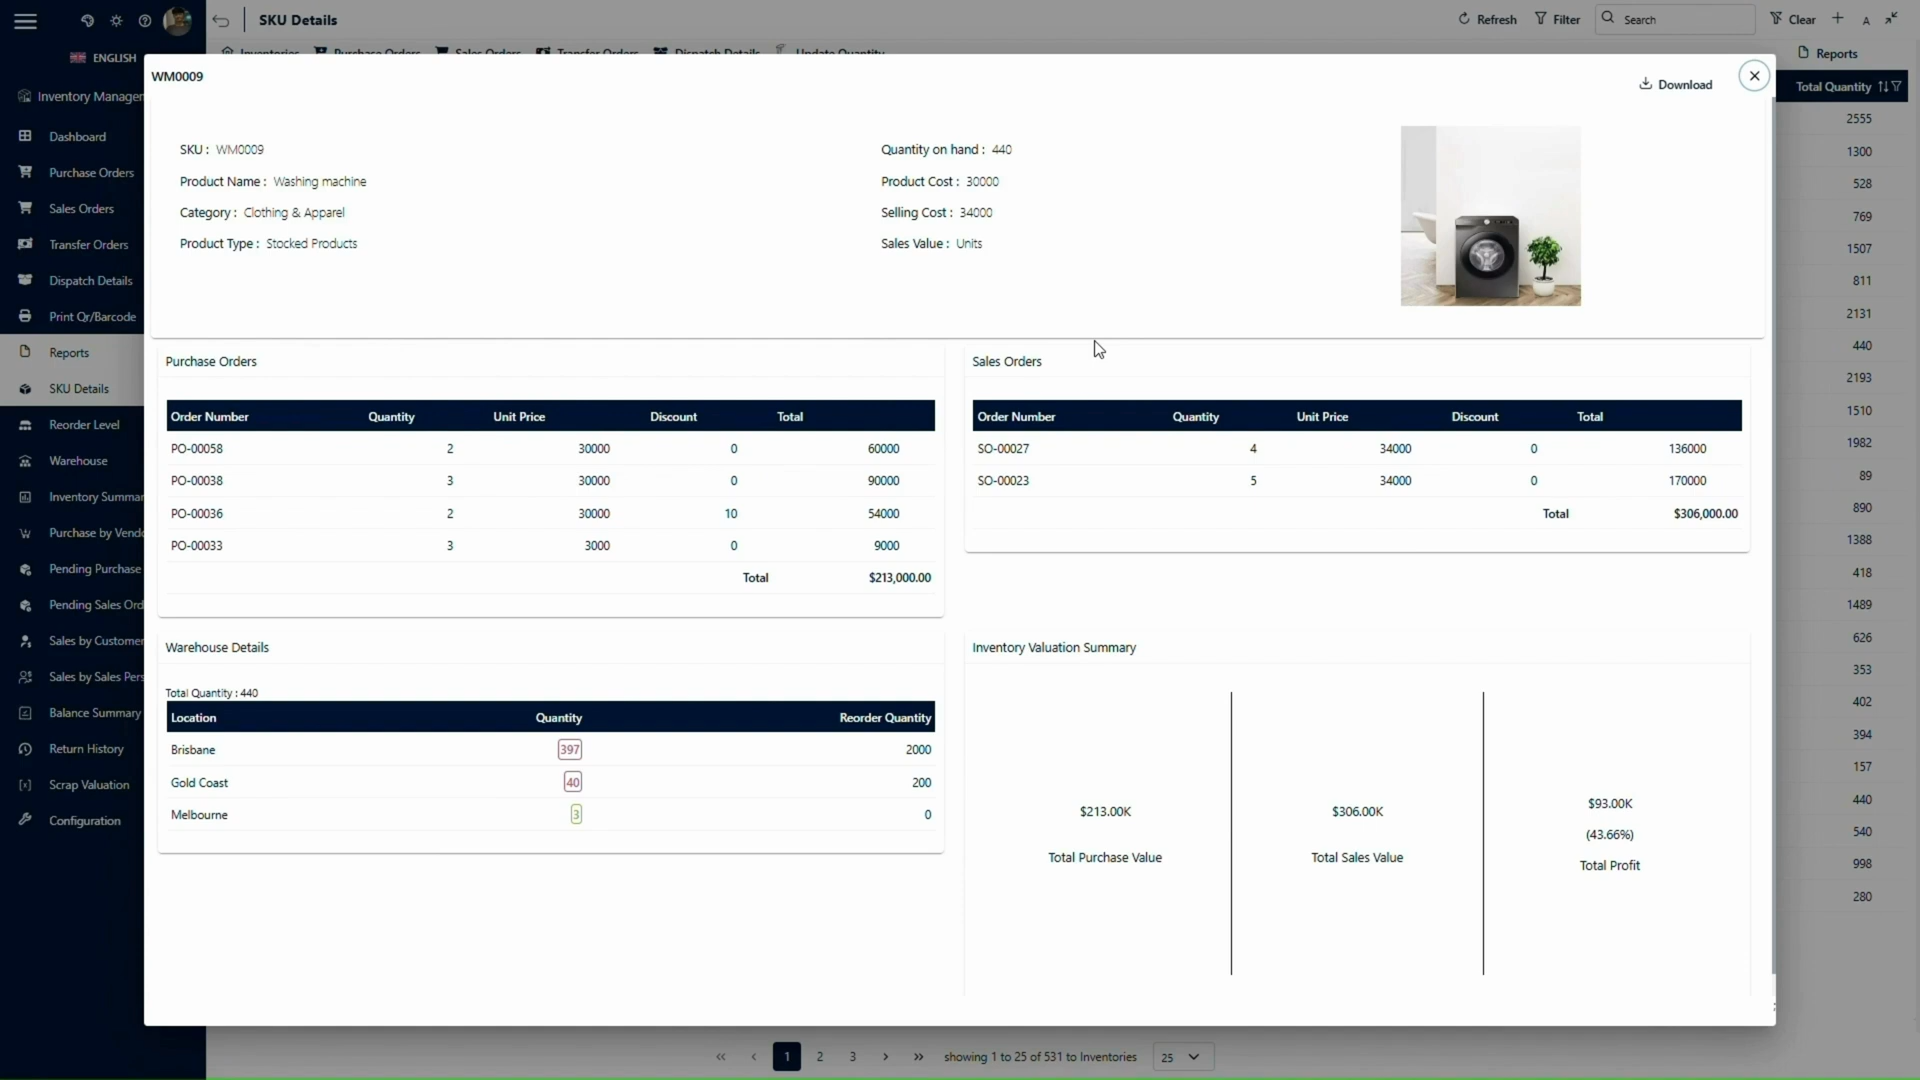 SKU Details
Refresh
Filter
Search
Clear
A
ENGLISH
Inventories
Purchase Orders
Sales Orders
Transfer Orders
Dispatch Details
Update Quantity
Reports
WM0009
Download
Total Quantity
Inventory Manager
Dashboard
Purchase Orders
Sales Orders
Transfer Orders
Dispatch Details
Print Qr/Barcode
Reports
SKU Details
Reorder Level
Warehouse
Inventory Summar
Purchase by Vend
Pending Purchase
Pending Sales Ord
Sales by Customer
Sales by Sales Pers
Balance Summary
Return History
Scrap Valuation
Configuration
SKU : WM0009
Product Name : Washing machine
Category : Clothing & Apparel
Product Type : Stocked Products
Quantity on hand : 440
Product Cost : 30000
Selling Cost : 34000
Sales Value : Units
Purchase Orders
Order Number Quantity Unit Price Discount Total
PO-00058 2 30000 0 60000
PO-00038 3 30000 0 90000
PO-00036 2 30000 10 54000
PO-00033 3 3000 0 9000
Total $213,000.00
Sales Orders
Order Number Quantity Unit Price Discount Total
SO-00027 4 34000 0 136000
SO-00023 5 34000 0 170000
Total $306,000.00
Warehouse Details
Total Quantity : 440
Location Quantity Reorder Quantity
Brisbane 397 2000
Gold Coast 40 200
Melbourne 3 0
Inventory Valuation Summary
$213.00K
Total Purchase Value
$306.00K
Total Sales Value
$93.00K
(43.66%)
Total Profit
2555
1300
528
769
1507
811
2131
440
2193
1510
1982
89
890
1388
418
1489
626
353
402
394
157
440
540
998
280
« ‹ 1 2 3 › » showing 1 to 25 of 531 to Inventories 25